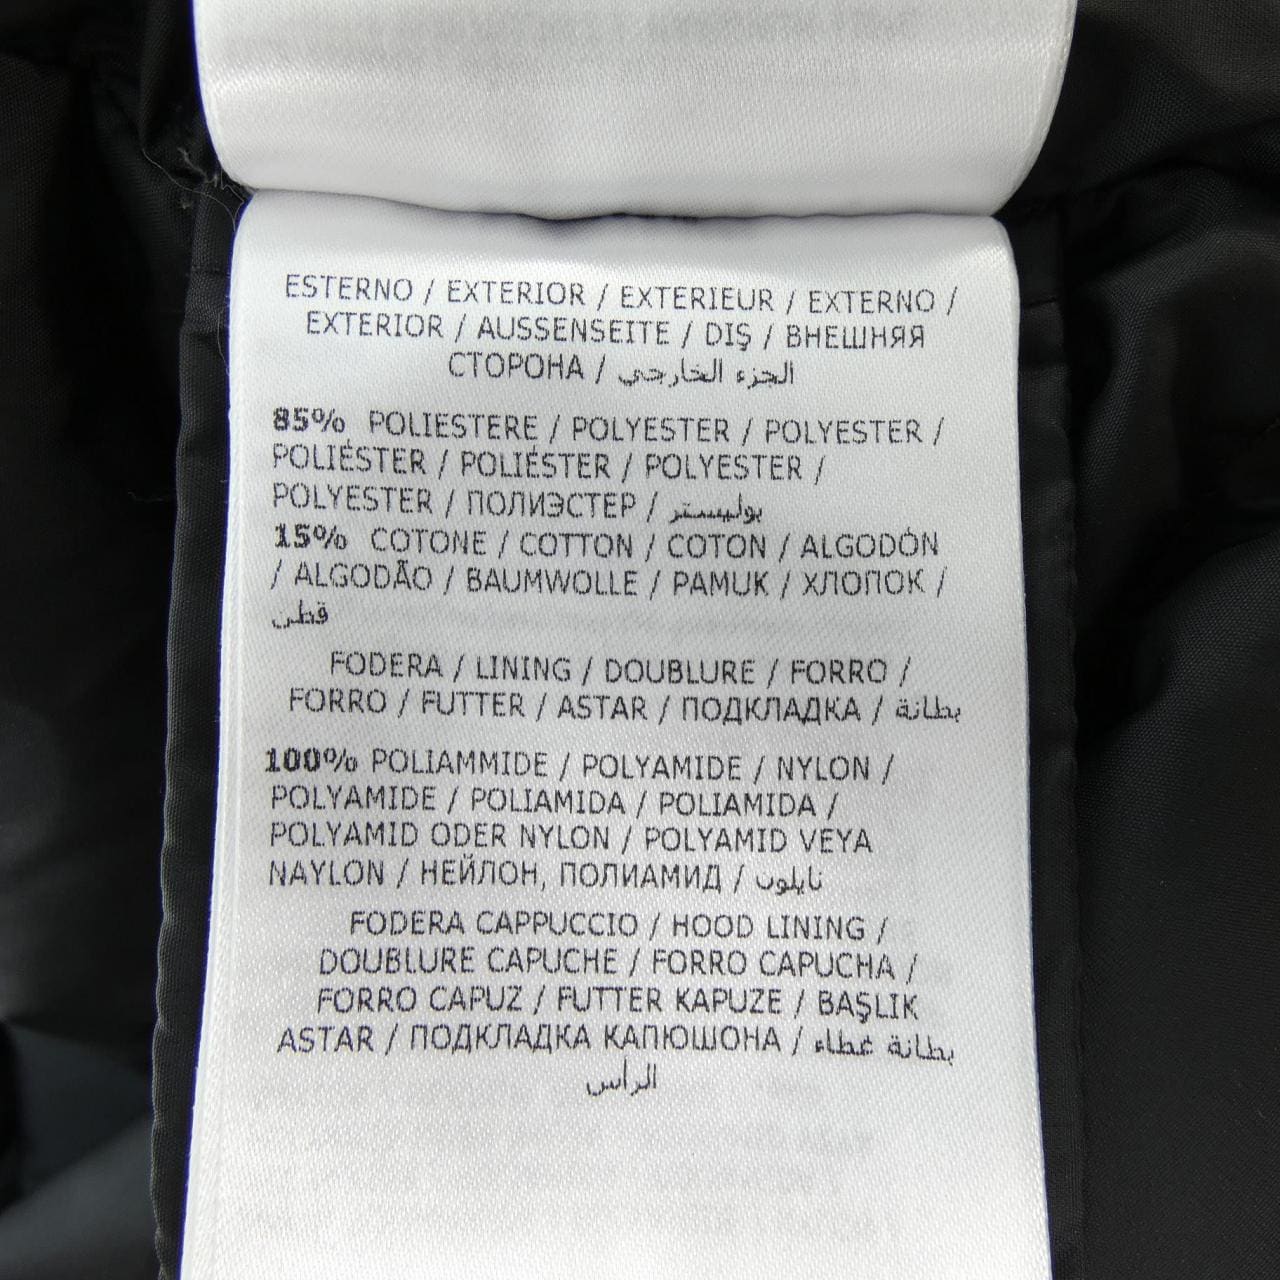 ESTERNO / EXTERIOR / EXTERIEUR / EXTERNO /
EXTERIOR / AUSSENSEITE / DIŞ / ВНЕШНЯЯ
СТОРОНА / الجزء الخارجي
85% POLIESTERE / POLYESTER / POLYESTER /
POLIÉSTER / POLIÉSTER / POLYESTER /
POLYESTER / ПОЛИЭСТЕР / بوليستر
15% COTONE / COTTON / COTON / ALGODÓN
/ ALGODÃO / BAUMWOLLE / PAMUK / ХЛОПОК /
قطن
FODERA / LINING / DOUBLURE / FORRO /
FORRO / FUTTER / ASTAR / ПОДКЛАДКА / بطانة
100% POLIAMMIDE / POLYAMIDE / NYLON /
POLYAMIDE / POLIAMIDA / POLIAMIDA /
POLYAMID ODER NYLON / POLYAMID VEYA
NAYLON / НЕЙЛОН, ПОЛИАМИД / نايلون
FODERA CAPPUCCIO / HOOD LINING /
DOUBLURE CAPUCHE / FORRO CAPUCHA /
FORRO CAPUZ / FUTTER KAPUZE / BAŞLIK
ASTAR / ПОДКЛАДКА КАПЮШОНА / بطانة غطاء
الرأس